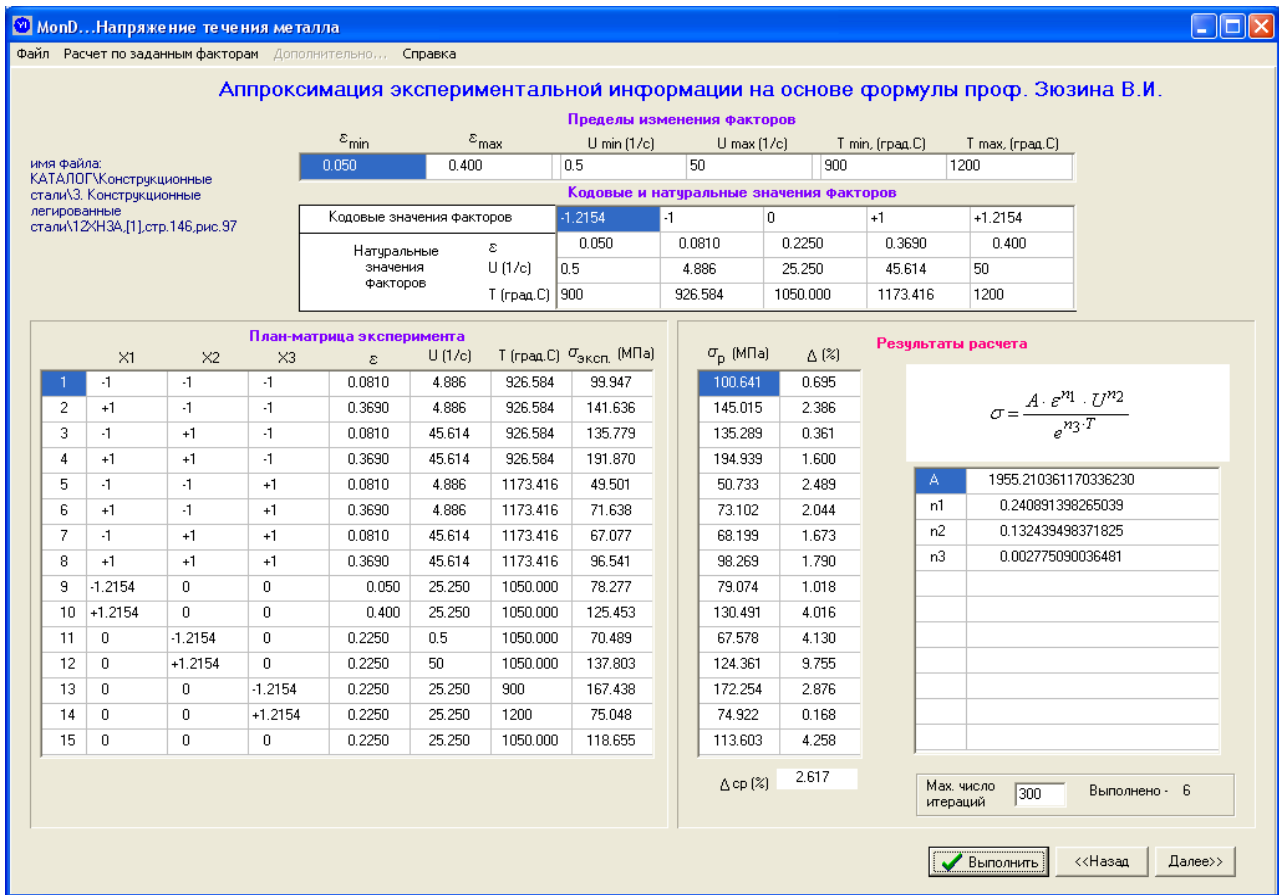 MonD...Напряжение течения металла
Файл Расчет по заданным факторам Дополнительно... Справка
Аппроксимация экспериментальной информации на основе формулы проф. Зюзина В.И.
Пределы изменения факторов
ε min ε max U min (1/c) U max (1/c) T min, (град.C) T max, (град.C)
0.050 0.400 0.5 50 900 1200
имя файла:
КАТАЛОГ\Конструкционные
стали\3. Конструкционные
легированные
стали\12ХН3А,[1],стр.146,рис.97
Кодовые и натуральные значения факторов
Кодовые значения факторов -1.2154 -1 0 +1 +1.2154
Натуральные
значения
факторов
ε 0.050 0.0810 0.2250 0.3690 0.400
U (1/c) 0.5 4.886 25.250 45.614 50
T (град.C) 900 926.584 1050.000 1173.416 1200
План-матрица эксперимента
X1 X2 X3 ε U (1/c) T (град.C) σэксп. (МПа)
1 -1 -1 -1 0.0810 4.886 926.584 99.947
2 +1 -1 -1 0.3690 4.886 926.584 141.636
3 -1 +1 -1 0.0810 45.614 926.584 135.779
4 +1 +1 -1 0.3690 45.614 926.584 191.870
5 -1 -1 +1 0.0810 4.886 1173.416 49.501
6 +1 -1 +1 0.3690 4.886 1173.416 71.638
7 -1 +1 +1 0.0810 45.614 1173.416 67.077
8 +1 +1 +1 0.3690 45.614 1173.416 96.541
9 -1.2154 0 0 0.050 25.250 1050.000 78.277
10 +1.2154 0 0 0.400 25.250 1050.000 125.453
11 0 -1.2154 0 0.2250 0.5 1050.000 70.489
12 0 +1.2154 0 0.2250 50 1050.000 137.803
13 0 0 -1.2154 0.2250 25.250 900 167.438
14 0 0 +1.2154 0.2250 25.250 1200 75.048
15 0 0 0 0.2250 25.250 1050.000 118.655
σp (МПа) Δ (%)
100.641 0.695
145.015 2.386
135.289 0.361
194.939 1.600
50.733 2.489
73.102 2.044
68.199 1.673
98.269 1.790
79.074 1.018
130.491 4.016
67.578 4.130
124.361 9.755
172.254 2.876
74.922 0.168
113.603 4.258
Δ ср (%) 2.617
Результаты расчета
σ = A · ε^n1 · U^n2 / e^n3·T
A 1955.210361170336230
n1 0.240891398265039
n2 0.132439498371825
n3 0.002775090036481
Мах. число
итераций
300 Выполнено - 6
Выполнить <<Назад Далее>>